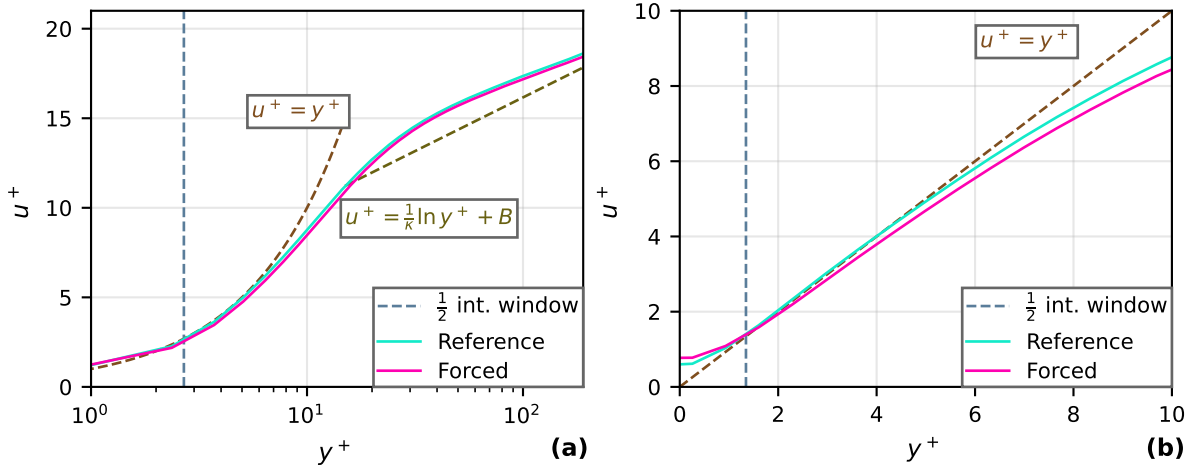 20
15
10
5
0
10⁰
10¹
10²
u⁺
y⁺
u⁺ = y⁺
u⁺ = 1/κ ln y⁺ + B
1/2 int. window
Reference
Forced
(a)
10
8
6
4
2
0
0
2
4
6
8
10
u⁺
y⁺
u⁺ = y⁺
1/2 int. window
Reference
Forced
(b)